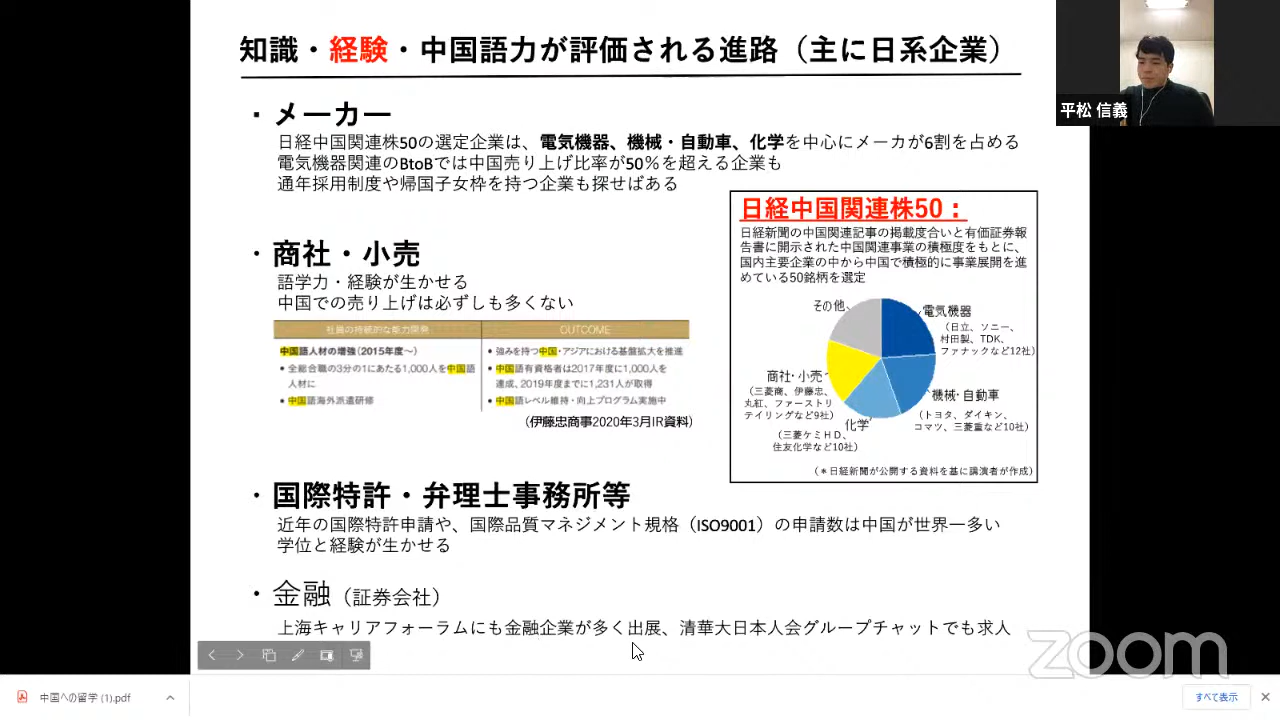 知識・経験・中国語力が評価される進路（主に日系企業）
・メーカー
日経中国関連株50の選定企業は、電気機器、機械・自動車、化学を中心にメーカが6割を占める
電気機器関連のBtoBでは中国売り上げ比率が50％を超える企業も
通年採用制度や帰国子女枠を持つ企業も探せばある
・商社・小売
語学力・経験が生かせる
中国での売り上げは必ずしも多くない
社員の持続的な能力開発
OUTCOME
中国語人材の増強（2015年度〜）
• 全総合職の3分の1にあたる1,000人を中国語
人材に
• 中国語海外派遣研修
• 強みを持つ中国・アジアにおける基盤拡大を推進
• 中国語有資格者は2017年度に1,000人を
達成、2019年度までに1,231人が取得
• 中国語レベル維持・向上プログラム実施中
（伊藤忠商事2020年3月IR資料）
日経中国関連株50：
日経新聞の中国関連記事の掲載度合いと有価証券報
告書に開示された中国関連事業の積極度をもとに、
国内主要企業の中から中国で積極的に事業展開を進
めている50銘柄を選定
その他
電気機器
（日立、ソニー、
村田製、TDK、
ファナックなど12社）
機械・自動車
（トヨタ、ダイキン、
コマツ、三菱重など10社）
化学
（三菱ケミＨＤ、
住友化学など10社）
商社・小売
（三菱商、伊藤忠、
丸紅、ファーストリ
テイリングなど9社）
（＊日経新聞が公開する資料を基に講演者が作成）
・国際特許・弁理士事務所等
近年の国際特許申請や、国際品質マネジメント規格（ISO9001）の申請数は中国が世界一多い
学位と経験が生かせる
・金融（証券会社）
上海キャリアフォーラムにも金融企業が多く出展、清華大日本人会グループチャットでも求人
平松 信義
zoom
中国への留学 (1).pdf
すべて表示